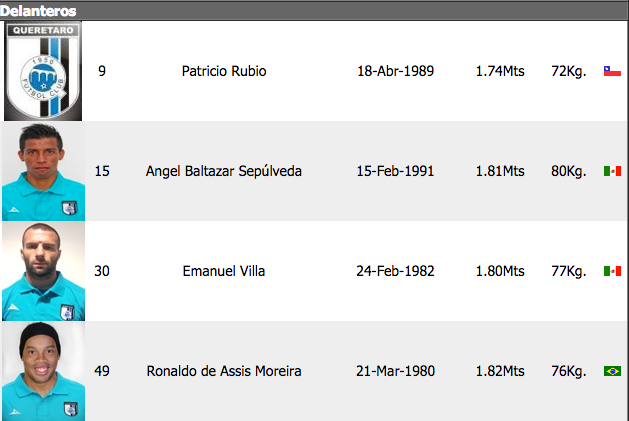 Delanteros
QUERETARO
1950
FUTBOL CLUB
9 Patricio Rubio 18-Abr-1989 1.74Mts 72Kg.
15 Angel Baltazar Sepúlveda 15-Feb-1991 1.81Mts 80Kg.
30 Emanuel Villa 24-Feb-1982 1.80Mts 77Kg.
49 Ronaldo de Assis Moreira 21-Mar-1980 1.82Mts 76Kg.